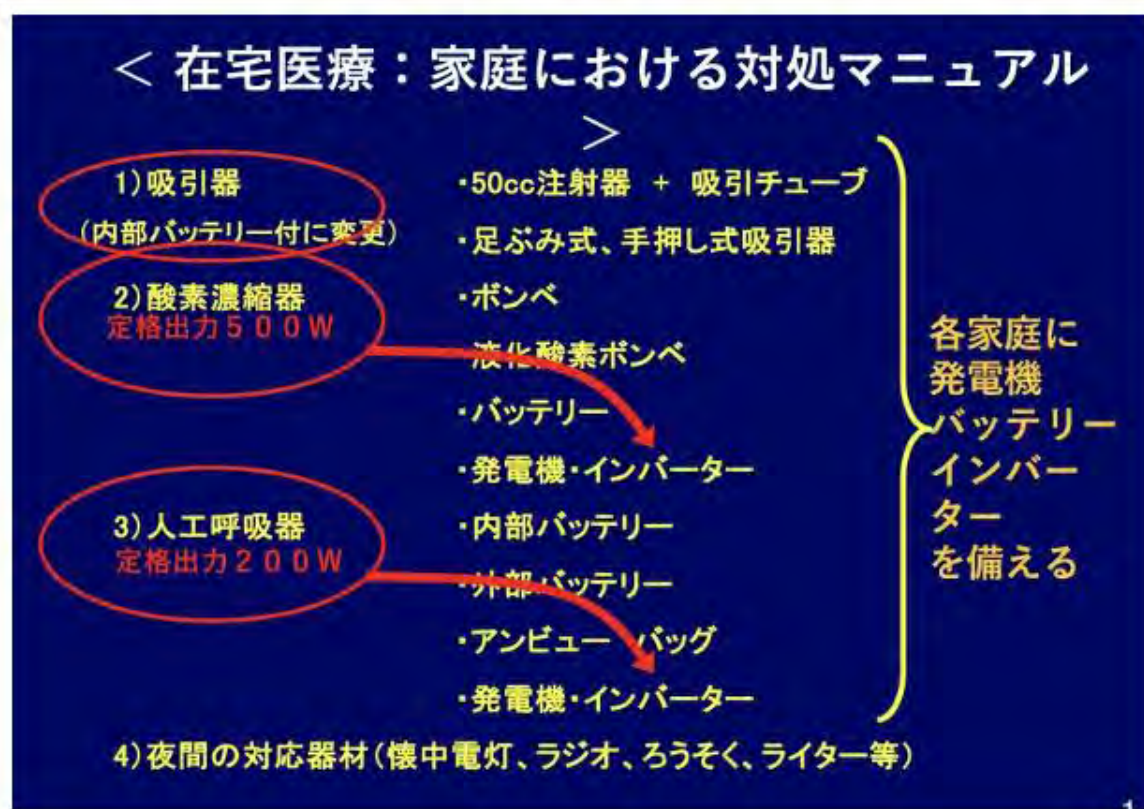 < 在宅医療：家庭における対処マニュアル
>
1)吸引器
(内部バッテリー付に変更)
・50cc注射器 + 吸引チューブ
・足ぶみ式、手押し式吸引器
2)酸素濃縮器
定格出力５００W
・ボンベ
・液化酸素ボンベ
・バッテリー
・発電機・インバーター
3)人工呼吸器
定格出力２００W
・内部バッテリー
・外部バッテリー
・アンビュー バッグ
・発電機・インバーター
各家庭に
発電機
バッテリー
インバー
ター
を備える
4)夜間の対応器材(懐中電灯、ラジオ、ろうそく、ライター等)